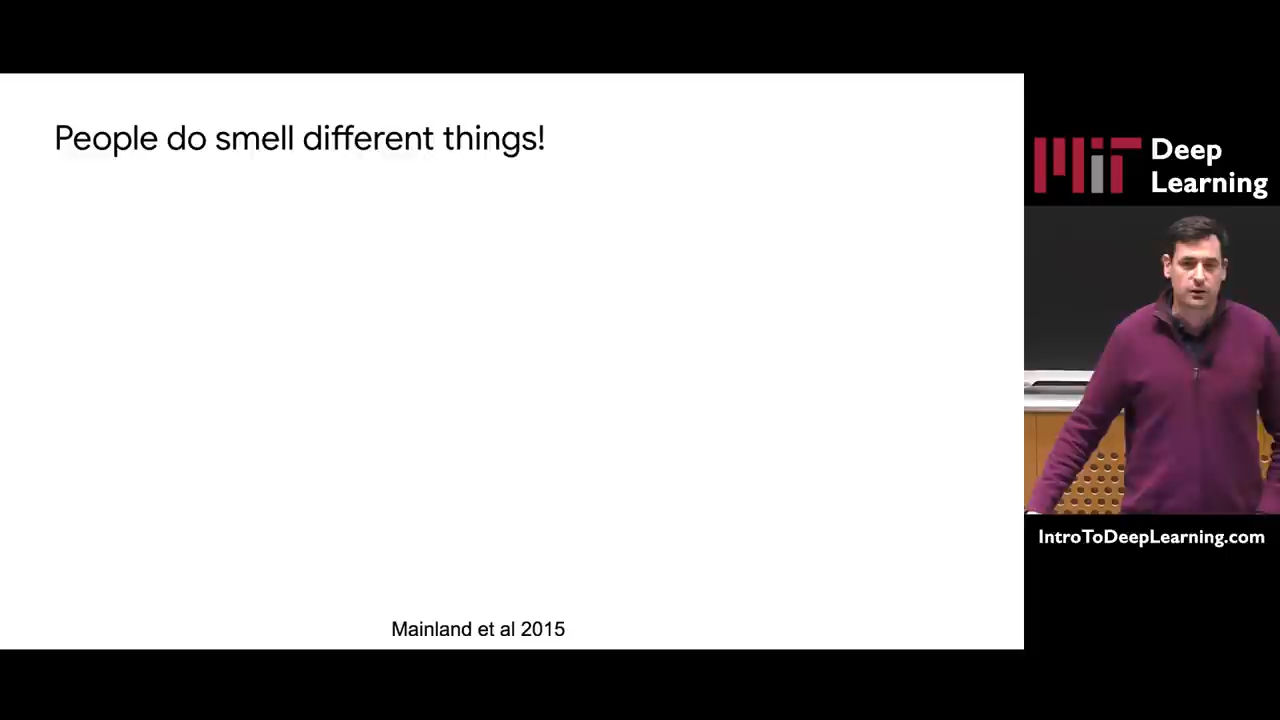 People do smell different things!
Mainland et al 2015
MIT Deep
Learning
IntroToDeepLearning.com